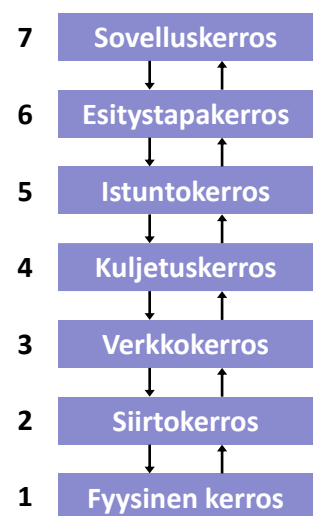 7 Sovelluskerros
6 Esitystapakerros
5 Istuntokerros
4 Kuljetuskerros
3 Verkkokerros
2 Siirtokerros
1 Fyysinen kerros